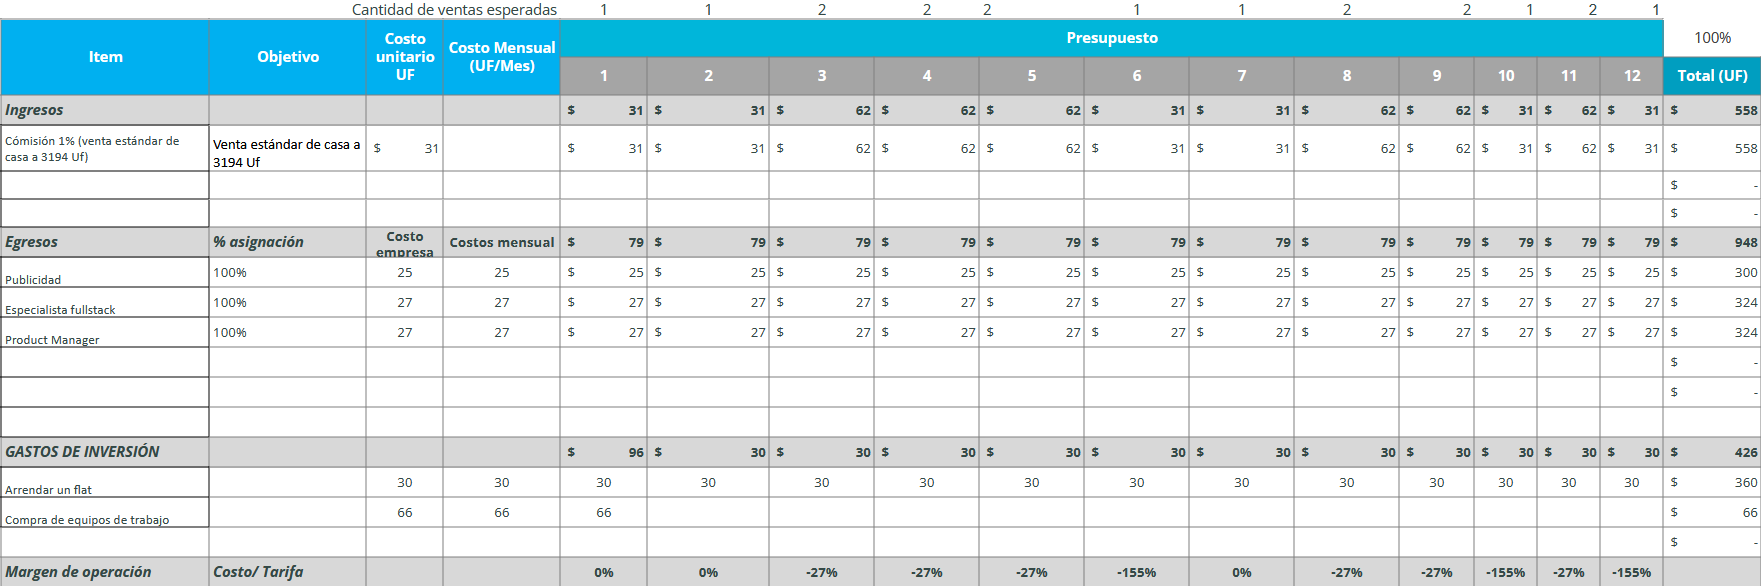 Cantidad de ventas esperadas 1 1 2 2 2 1 1 2 2 1 2 1
Item Objetivo Costo unitario UF Costo Mensual (UF/Mes) Presupuesto 100%
1 2 3 4 5 6 7 8 9 10 11 12 Total (UF)
Ingresos $ 31 $ 31 $ 62 $ 62 $ 62 $ 31 $ 31 $ 62 $ 62 $ 31 $ 62 $ 31 $ 558
Cómisión 1% (venta estándar de casa a 3194 Uf) Venta estándar de casa a 3194 Uf $ 31 $ 31 $ 31 $ 62 $ 62 $ 62 $ 31 $ 31 $ 62 $ 62 $ 31 $ 62 $ 31 $ 558
$ -
$ -
Egresos % asignación Costo empresa Costos mensual $ 79 $ 79 $ 79 $ 79 $ 79 $ 79 $ 79 $ 79 $ 79 $ 79 $ 79 $ 79 $ 948
Publicidad 100% 25 25 $ 25 $ 25 $ 25 $ 25 $ 25 $ 25 $ 25 $ 25 $ 25 $ 25 $ 25 $ 25 $ 300
Especialista fullstack 100% 27 27 $ 27 $ 27 $ 27 $ 27 $ 27 $ 27 $ 27 $ 27 $ 27 $ 27 $ 27 $ 27 $ 324
Product Manager 100% 27 27 $ 27 $ 27 $ 27 $ 27 $ 27 $ 27 $ 27 $ 27 $ 27 $ 27 $ 27 $ 27 $ 324
$ -
$ -
GASTOS DE INVERSIÓN $ 96 $ 30 $ 30 $ 30 $ 30 $ 30 $ 30 $ 30 $ 30 $ 30 $ 30 $ 30 $ 426
Arrendar un flat 30 30 30 30 30 30 30 30 30 30 30 30 30 30 $ 360
Compra de equipos de trabajo 66 66 66 $ 66
$ -
Margen de operación Costo/ Tarifa 0% 0% -27% -27% -27% -155% 0% -27% -27% -155% -27% -155%